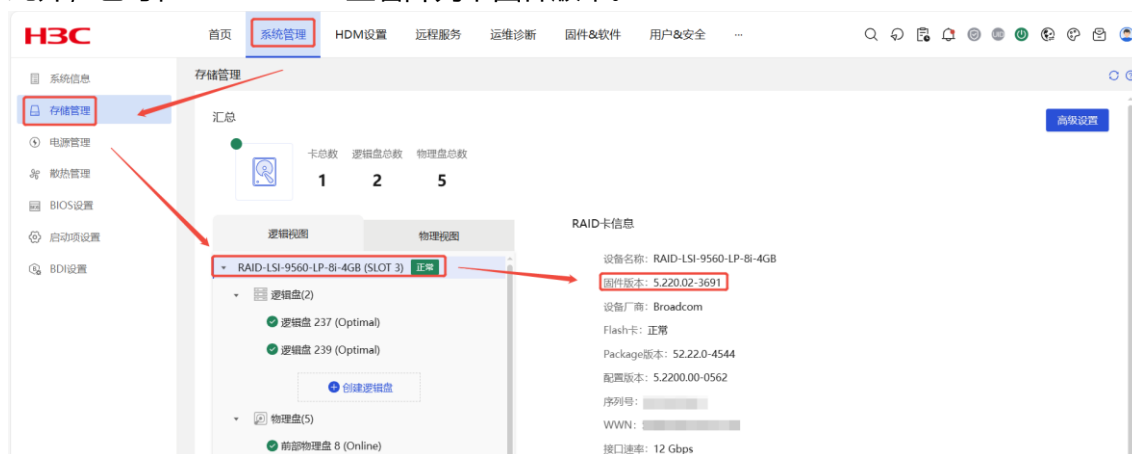 H3C
首页 系统管理 HDM设置 远程服务 运维诊断 固件&软件 用户&安全 ...
系统信息
存储管理
电源管理
散热管理
BIOS设置
启动项设置
BDI设置
存储管理
汇总
高级设置
卡总数 逻辑盘总数 物理盘总数
1 2 5
逻辑视图 物理视图
RAID-LSI-9560-LP-8i-4GB (SLOT 3) 正常
逻辑盘(2)
逻辑盘 237 (Optimal)
逻辑盘 239 (Optimal)
创建逻辑盘
物理盘(5)
前部物理盘 8 (Online)
RAID卡信息
设备名称: RAID-LSI-9560-LP-8i-4GB
固件版本: 5.220.02-3691
设备厂商: Broadcom
Flash卡: 正常
Package版本: 52.22.0-4544
配置版本: 5.2200.00-0562
序列号:
WWN:
接口速率: 12 Gbps